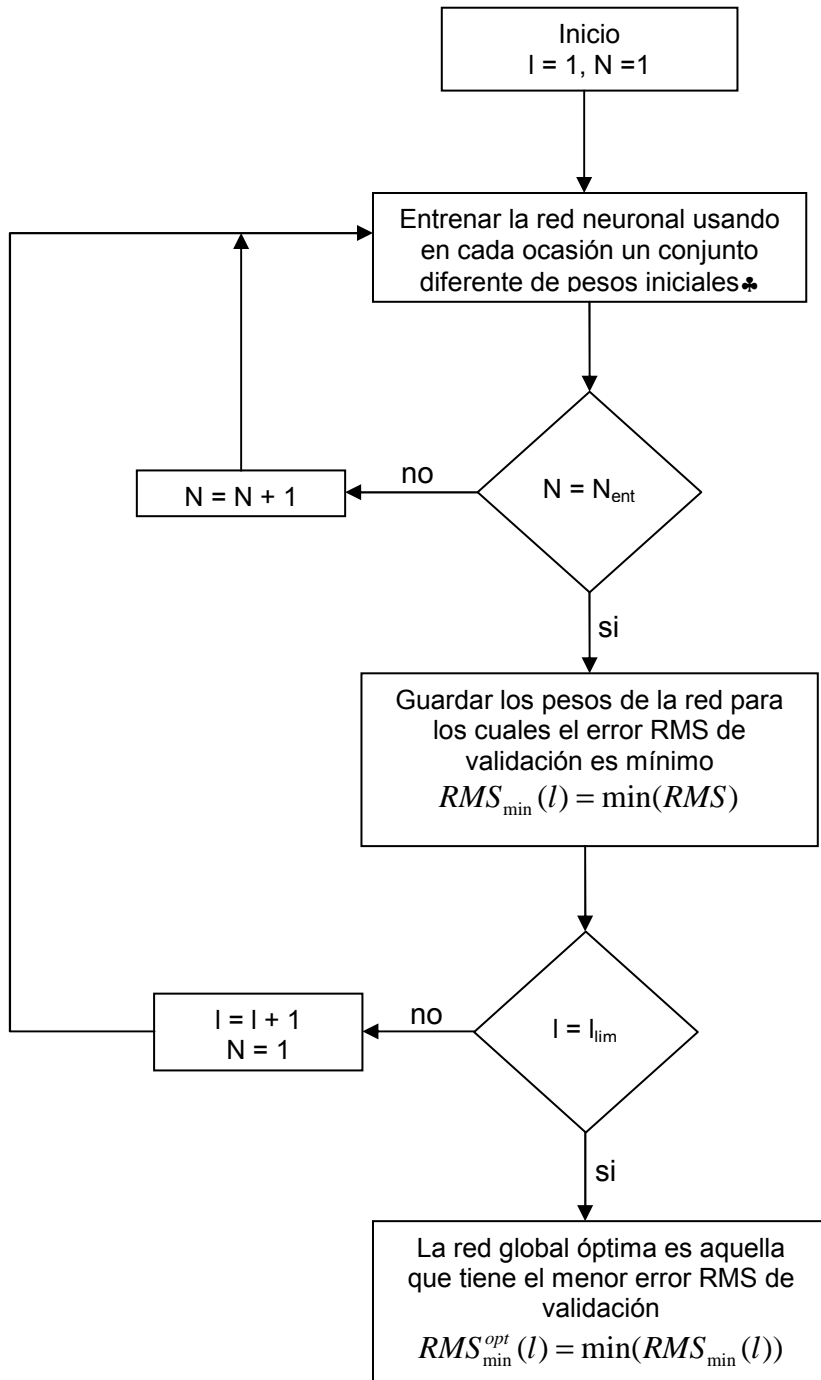 Inicio
l = 1, N =1
Entrenar la red neuronal usando
en cada ocasión un conjunto
diferente de pesos iniciales♣
N = N_ent
no
N = N + 1
si
Guardar los pesos de la red para
los cuales el error RMS de
validación es mínimo
RMS_min (l) = min(RMS)
l = l_lim
no
l = l + 1
N = 1
si
La red global óptima es aquella
que tiene el menor error RMS de
validación
RMS_min^opt (l) = min(RMS_min (l))